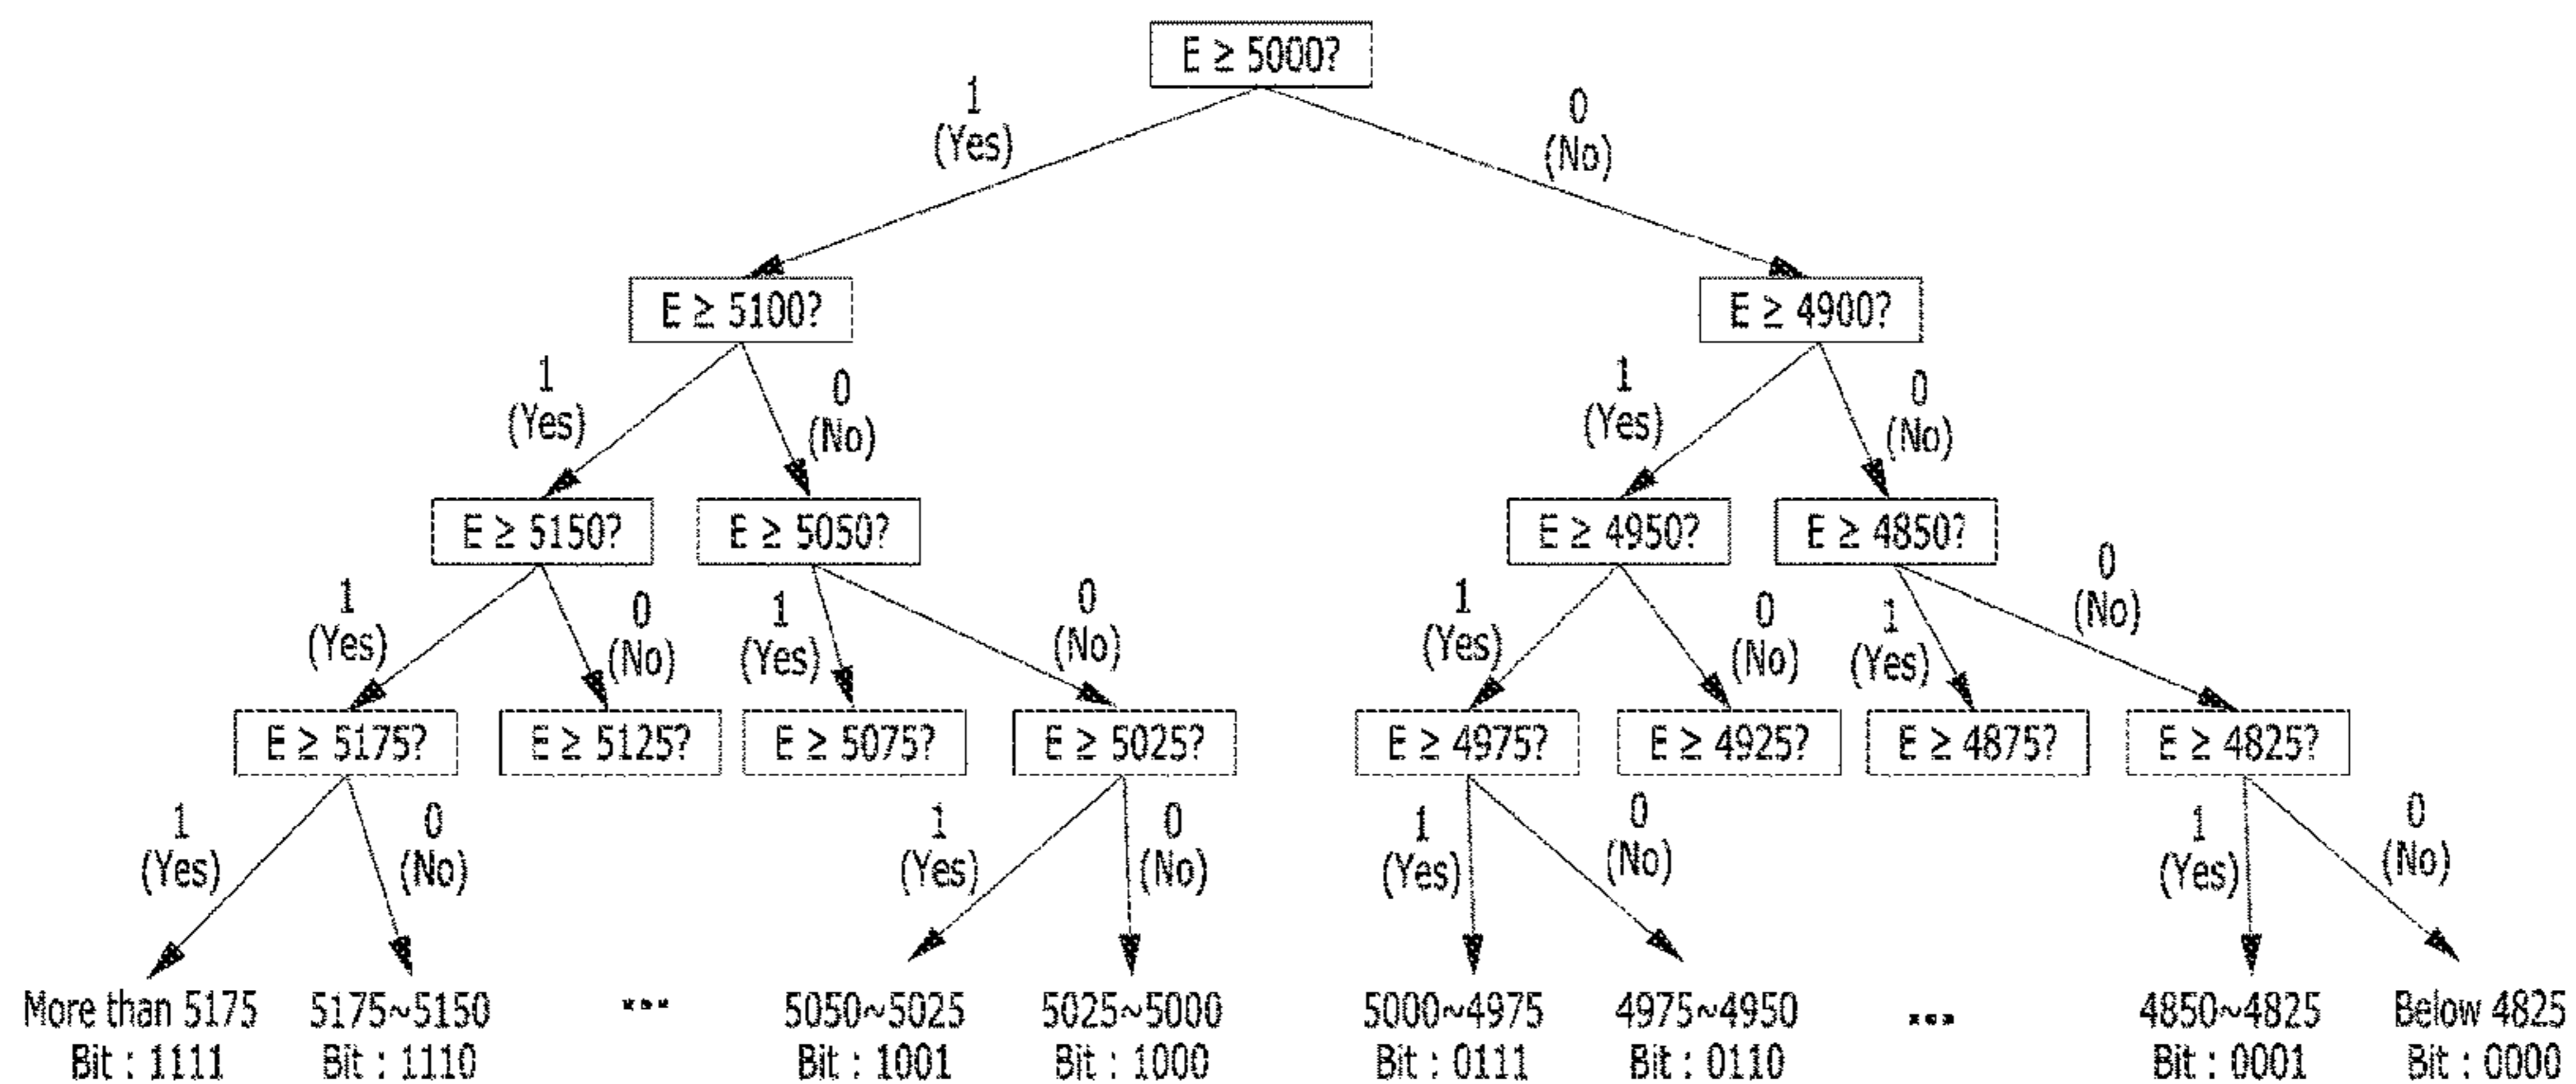 E ≥ 5000?
1
(Yes)
0
(No)
E ≥ 5100?
E ≥ 4900?
1
(Yes)
0
(No)
1
(Yes)
0
(No)
E ≥ 5150?
E ≥ 5050?
E ≥ 4950?
E ≥ 4850?
1
(Yes)
0
(No)
1
(Yes)
0
(No)
1
(Yes)
0
(No)
1
(Yes)
0
(No)
E ≥ 5175?
E ≥ 5125?
E ≥ 5075?
E ≥ 5025?
E ≥ 4975?
E ≥ 4925?
E ≥ 4875?
E ≥ 4825?
1
(Yes)
0
(No)
1
(Yes)
0
(No)
1
(Yes)
0
(No)
1
(Yes)
0
(No)
More than 5175
Bit : 1111
5175~5150
Bit : 1110
...
5050~5025
Bit : 1001
5025~5000
Bit : 1000
5000~4975
Bit : 0111
4975~4950
Bit : 0110
...
4850~4825
Bit : 0001
Below 4825
Bit : 0000